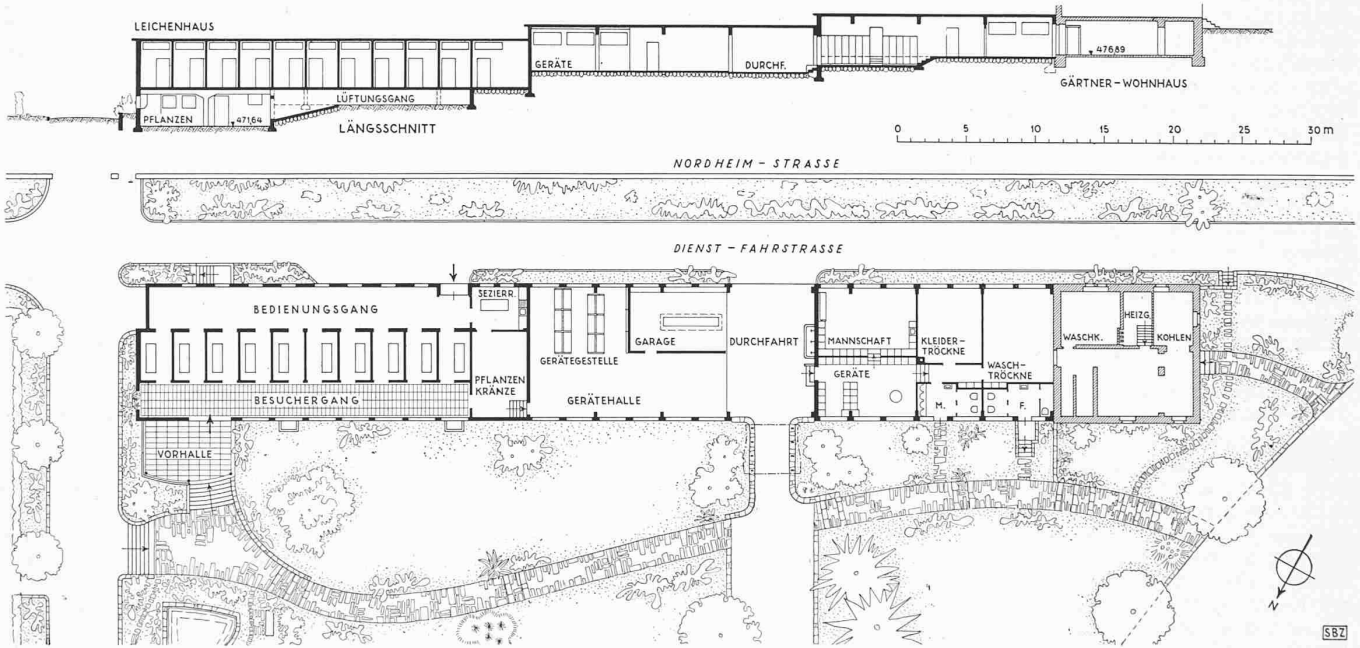 LEICHENHAUS
GERÄTE
DURCHF.
476,89
GÄRTNER-WOHNHAUS
PFLANZEN
471,64
LÜFTUNGSGANG
LÄNGSSCHNITT
0 5 10 15 20 25 30 m
NORDHEIM - STRASSE
DIENST - FAHRSTRASSE
BEDIENUNGSGANG
SEZIERR.
GERÄTEGESTELLE
GARAGE
DURCHFAHRT
MANNSCHAFT
KLEIDER-
TRÖCKNE
WASCH-
TRÖCKNE
WASCHK.
HEIZG.
KOHLEN
PFLANZEN
KRÄNZE
GERÄTEHALLE
GERÄTE
BESUCHERGANG
M.
F.
VORHALLE
N
SBZ